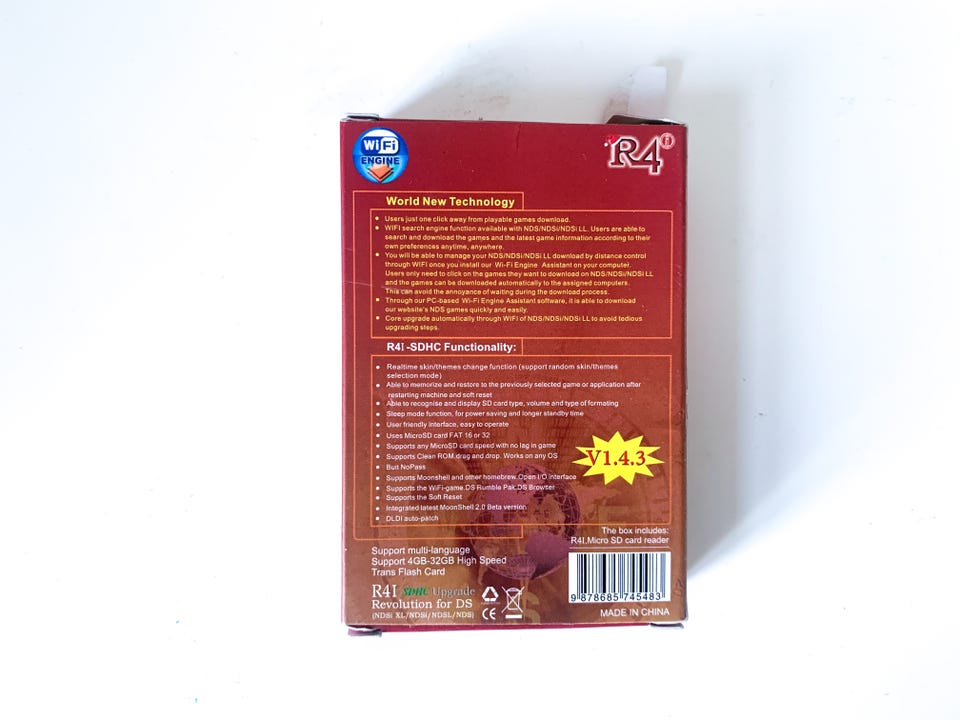 WiFi
ENGINE
R4i
World New Technology
Users just one click away from playable games download.
WIFI search engine function available with NDS/NDSi/NDSi LL. Users are able to
search and download the games and the latest game information according to their
own preferences anytime, anywhere.
You will be able to manage your NDS/NDSi/NDSi LL download by distance control
through WIFI once you install our Wi-Fi Engine Assistant on your computer.
Users only need to click on the games they want to download on NDS/NDSi/NDSi LL
and the games can be downloaded automatically to the assigned computers.
This can avoid the annoyance of waiting during the download process.
Through our PC-based Wi-Fi Engine Assistant software, it is able to download
our website's NDS games quickly and easily.
Core upgrade automatically through WIFI of NDS/NDSi/NDSi LL to avoid tedious
upgrading steps.
R4I -SDHC Functionality:
Realtime skin/themes change function (support random skin/themes
selection mode)
Able to memorize and restore to the previously selected game or application after
restarting machine and soft reset
Able to recognise and display SD card type, volume and type of formating
Sleep mode function, for power saving and longer standby time
User friendly interface, easy to operate
Uses MicroSD card FAT 16 or 32
Supports any MicroSD card speed with no lag in game
Supports Clean ROM,drag and drop. Works on any OS
But NoPass
Supports Moonshell and other homebrew,Open I/O interface
Supports the WiFi-game,DS Rumble Pak,DS Browser
Supports the Soft Reset
Integrated latest MoonShell 2.0 Beta version
DLDI auto-patch
V1.4.3
The box includes:
R4I,Micro SD card reader
Support multi-language
Support 4GB-32GB High Speed
Trans Flash Card
R4I SDHC Upgrade
Revolution for DS
(NDSi XL/NDSi/NDSL/NDS)
CE
9 878685 745483
MADE IN CHINA